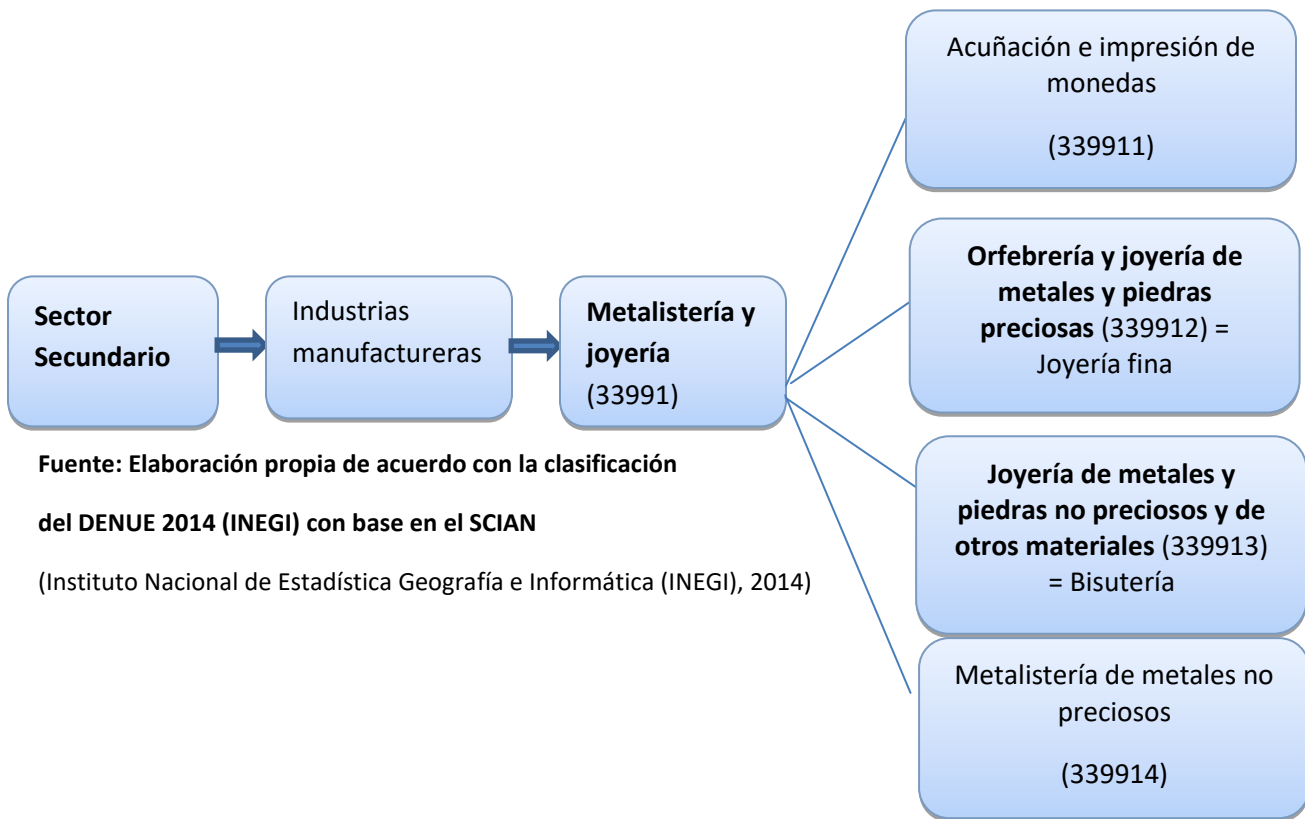 Sector
Secundario
Industrias
manufactureras
Metalistería y
joyería
(33991)
Acuñación e impresión de
monedas
(339911)
Orfebrería y joyería de
metales y piedras
preciosas (339912) =
Joyería fina
Joyería de metales y
piedras no preciosos y de
otros materiales (339913)
= Bisutería
Metalistería de metales no
preciosos
(339914)
Fuente: Elaboración propia de acuerdo con la clasificación
del DENUE 2014 (INEGI) con base en el SCIAN
(Instituto Nacional de Estadística Geografía e Informática (INEGI), 2014)